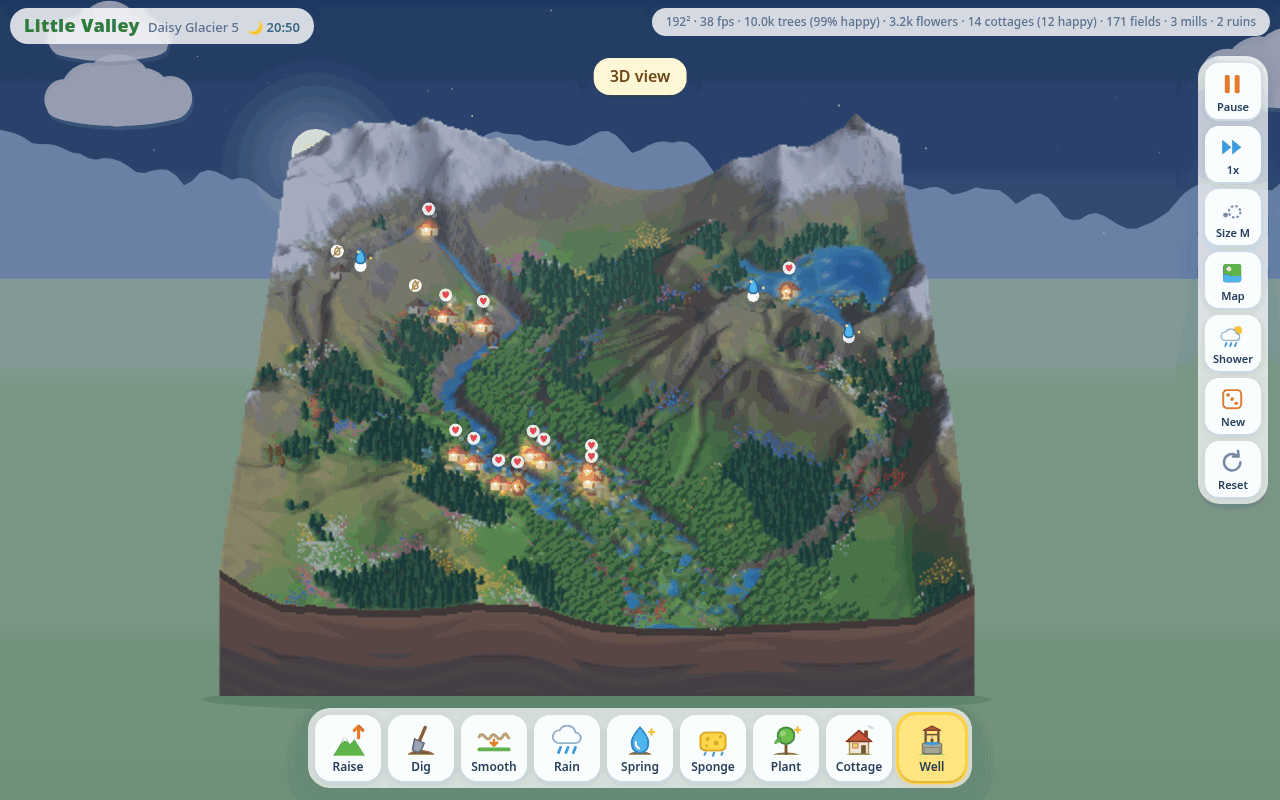 Little Valley Daisy Glacier 5 20:50
192² · 38 fps · 10.0k trees (99% happy) · 3.2k flowers · 14 cottages (12 happy) · 171 fields · 3 mills · 2 ruins
3D view
Pause
1x
Size M
Map
Shower
New
Reset
Raise
Dig
Smooth
Rain
Spring
Sponge
Plant
Cottage
Well